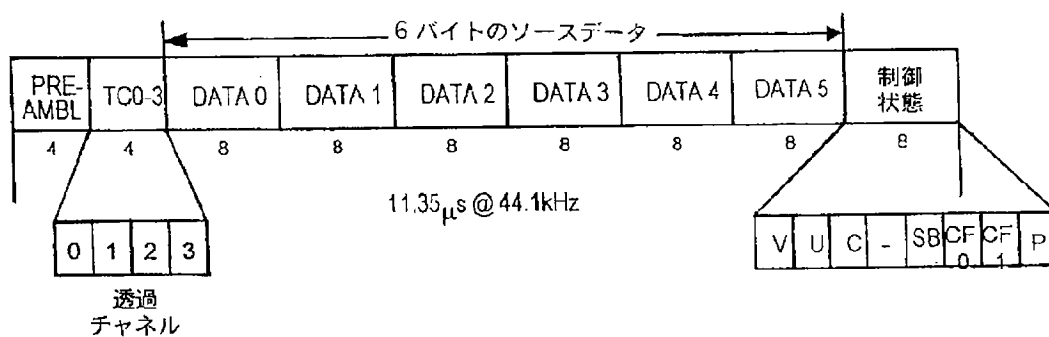 6 バイトのソースデータ
PRE-
AMBL
TC0-3
DATA 0
DATA 1
DATA 2
DATA 3
DATA 4
DATA 5
制御
状態
4
4
8
8
8
8
8
8
8
11,35μs @ 44.1kHz
0
1
2
3
V
U
C
-
SB
CF
0
CF
1
P
透過
チャネル